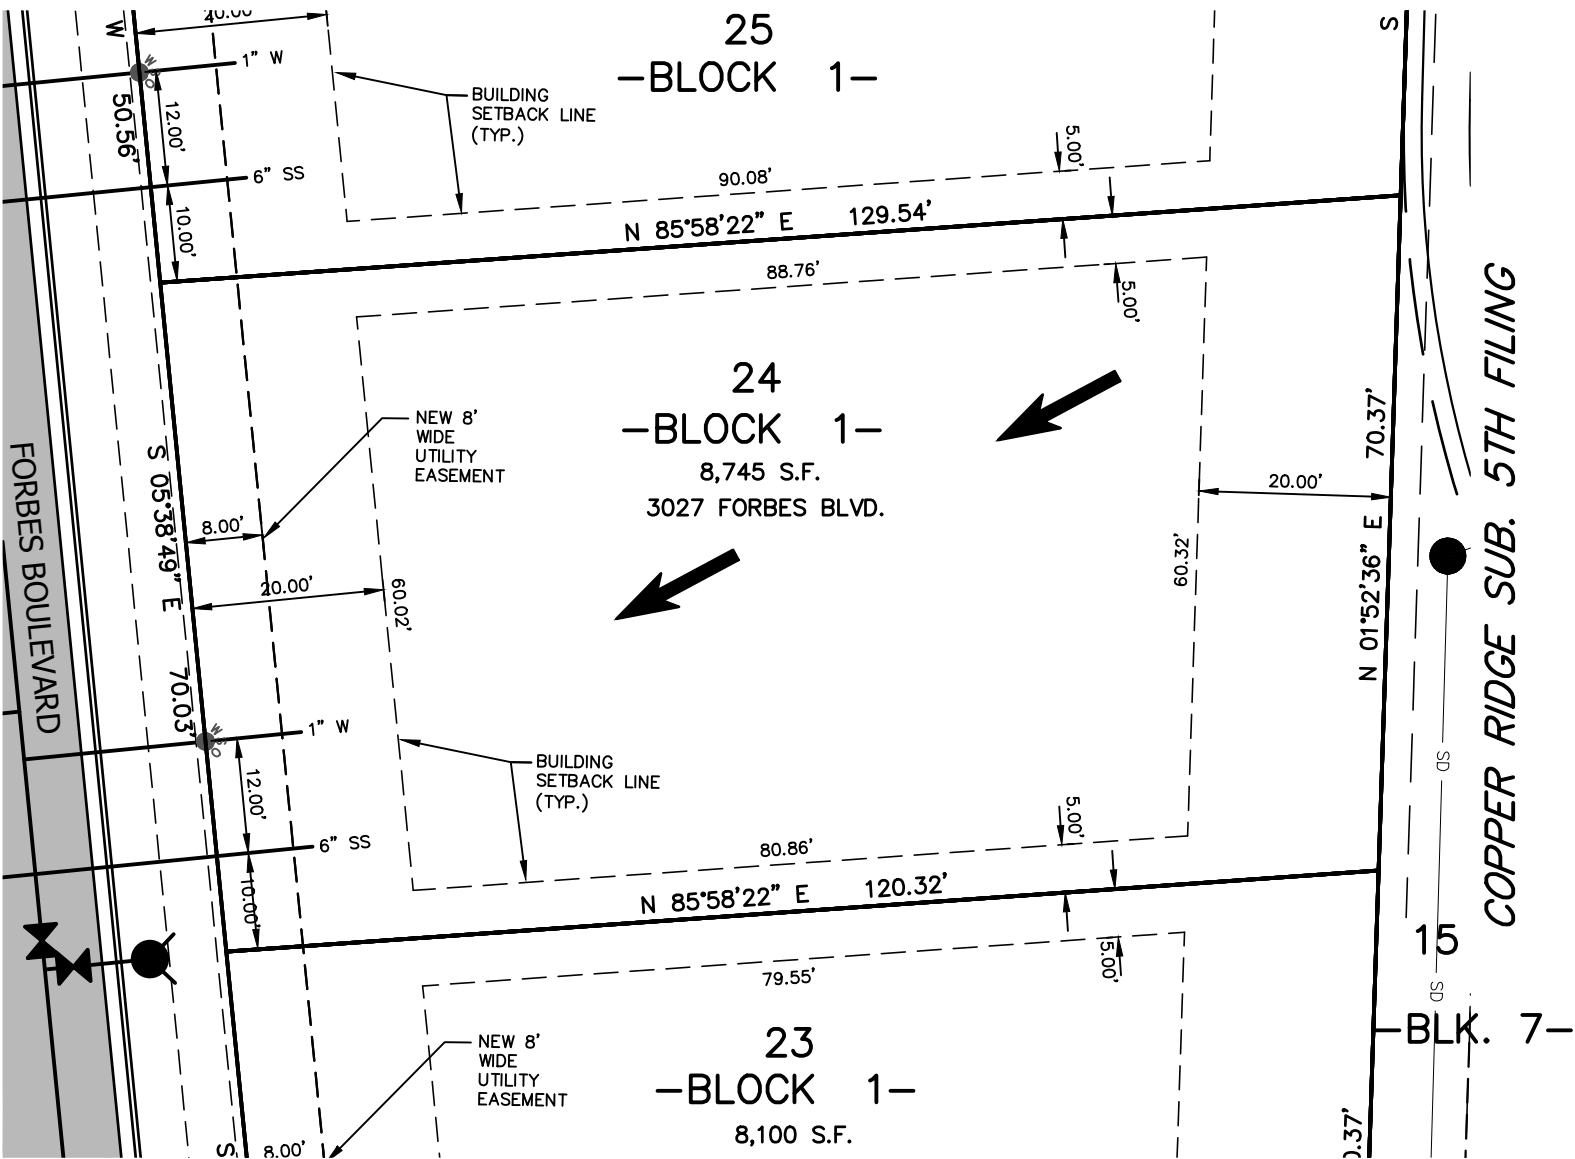 W
20.00'
25
-BLOCK 1-
S
1" W
WSO
50.56'
12.00'
BUILDING
SETBACK LINE
(TYP.)
5.00'
6" SS
10.00'
90.08'
N 85°58'22" E 129.54'
88.76'
5.00'
24
-BLOCK 1-
8,745 S.F.
3027 FORBES BLVD.
NEW 8'
WIDE
UTILITY
EASEMENT
FORBES BOULEVARD
S 05°38'49" E 70.03'
8.00'
20.00'
60.02'
20.00'
60.32'
N 01°52'36" E 70.37'
COPPER RIDGE SUB. 5TH FILING
1" W
WSO
12.00'
BUILDING
SETBACK LINE
(TYP.)
SD
5.00'
6" SS
10.00'
80.86'
N 85°58'22" E 120.32'
79.55'
5.00'
15
-BLK. 7-
SD
23
-BLOCK 1-
8,100 S.F.
NEW 8'
WIDE
UTILITY
EASEMENT
S
8.00'
0.37'